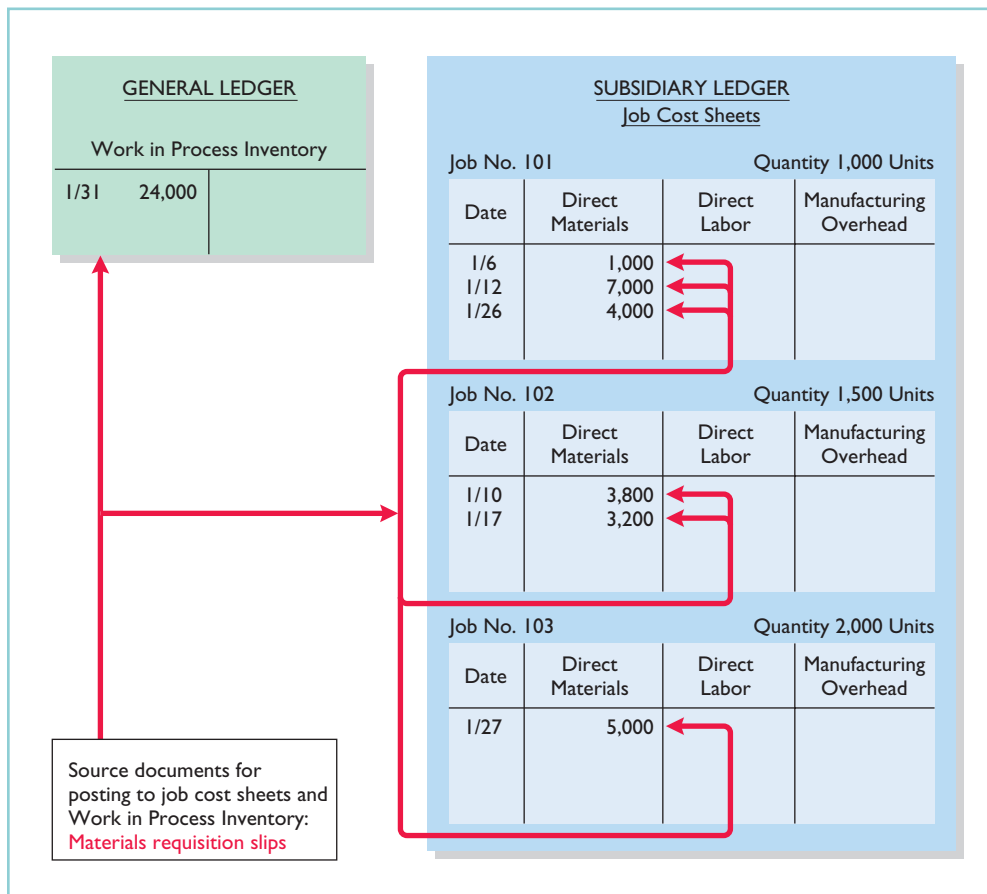 GENERAL LEDGER
Work in Process Inventory
1/31 24,000
SUBSIDIARY LEDGER
Job Cost Sheets
Job No. 101 Quantity 1,000 Units
Date Direct Materials Direct Labor Manufacturing Overhead
1/6 1,000
1/12 7,000
1/26 4,000
Job No. 102 Quantity 1,500 Units
Date Direct Materials Direct Labor Manufacturing Overhead
1/10 3,800
1/17 3,200
Job No. 103 Quantity 2,000 Units
Date Direct Materials Direct Labor Manufacturing Overhead
1/27 5,000
Source documents for
posting to job cost sheets and
Work in Process Inventory:
Materials requisition slips